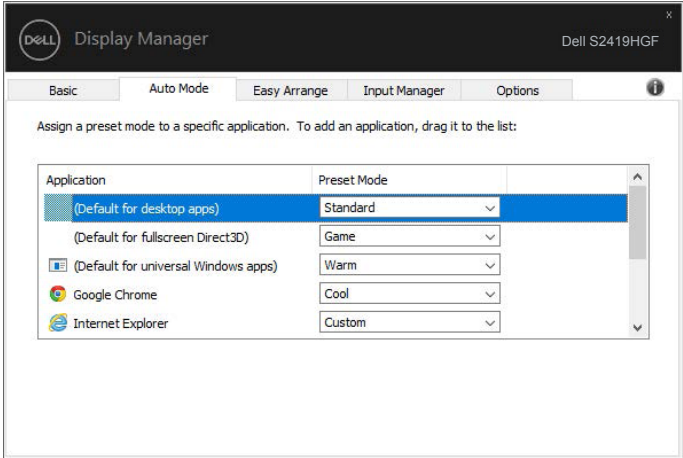 x
DELL Display Manager Dell S2419HGF
Basic Auto Mode Easy Arrange Input Manager Options i
Assign a preset mode to a specific application. To add an application, drag it to the list:
Application Preset Mode
(Default for desktop apps) Standard
(Default for fullscreen Direct3D) Game
(Default for universal Windows apps) Warm
Google Chrome Cool
Internet Explorer Custom